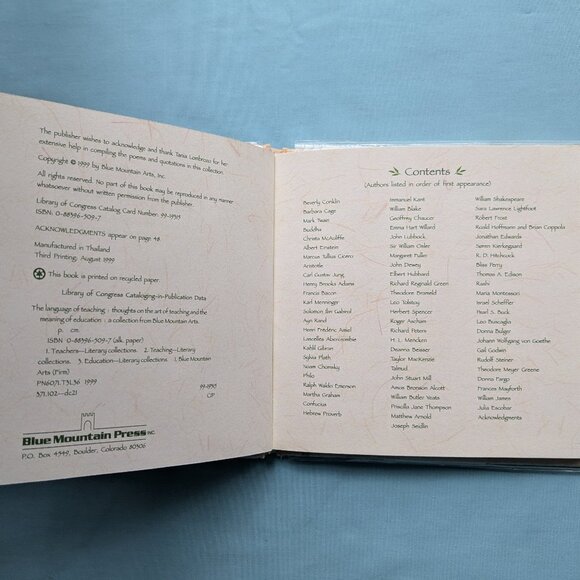 The publisher wishes to acknowledge and thank Tania Lombrozo for her
extensive help in compiling the poems and quotations in this collection.
Copyright © 1999 by Blue Mountain Arts, Inc.
All rights reserved. No part of this book may be reproduced in any manner
whatsoever without written permission from the publisher.
Library of Congress Catalog Card Number: 99-19515
ISBN: 0-88396-509-7
ACKNOWLEDGMENTS appear on page 48.
Manufactured in Thailand
Third Printing: August 1999
This book is printed on recycled paper.
Library of Congress Cataloging-in-Publication Data
The language of teaching : thoughts on the art of teaching and the
meaning of education : a collection from Blue Mountain Arts.
p. cm.
ISBN: 0-88396-509-7 (alk. paper)
1. Teachers--Literary collections. 2. Teaching--Literary
collections. 3. Education--Literary collections. 1. Blue Mountain
Arts (Firm)
PN6071.T3L36 1999
371.102--dc21
99-19515
CIP
Blue Mountain Press INC.
P.O. Box 4549, Boulder, Colorado 80306
Contents
(Authors listed in order of first appearance)
Beverly Conklin
Barbara Cage
Mark Twain
Buddha
Christa McAuliffe
Albert Einstein
Marcus Tullius Cicero
Aristotle
Carl Gustav Jung
Henry Brooks Adams
Francis Bacon
Karl Menninger
Solomon Ibn Gabirol
Ayn Rand
Henri Frédéric Amiel
Lascelles Abercrombie
Kahlil Gibran
Sylvia Plath
Noam Chomsky
Philo
Ralph Waldo Emerson
Martha Graham
Confucius
Hebrew Proverb
Immanuel Kant
William Blake
Geoffrey Chaucer
Emma Hart Willard
John Lubbock
Sir William Osler
Margaret Fuller
John Dewey
Elbert Hubbard
Richard Reginald Green
Theodore Brameld
Leo Tolstoy
Herbert Spencer
Roger Ascham
Richard Peters
H. L. Mencken
Deanna Beisser
Taylor MacKenzie
Talmud
John Stuart Mill
Amos Bronson Alcott
William Butler Yeats
Priscilla Jane Thompson
Matthew Arnold
Joseph Seidlin
William Shakespeare
Sara Lawrence Lightfoot
Robert Frost
Roald Hoffmann and Brian Coppola
Jonathan Edwards
Søren Kierkegaard
R. D. Hitchcock
Bliss Perry
Thomas A. Edison
Rashi
Maria Montessori
Israel Scheffler
Pearl S. Buck
Leo Buscaglia
Donna Bulger
Johann Wolfgang von Goethe
Gail Godwin
Rudolf Steiner
Theodore Meyer Greene
Donna Fargo
Frances Mayforth
William James
Julia Escobar
Acknowledgments